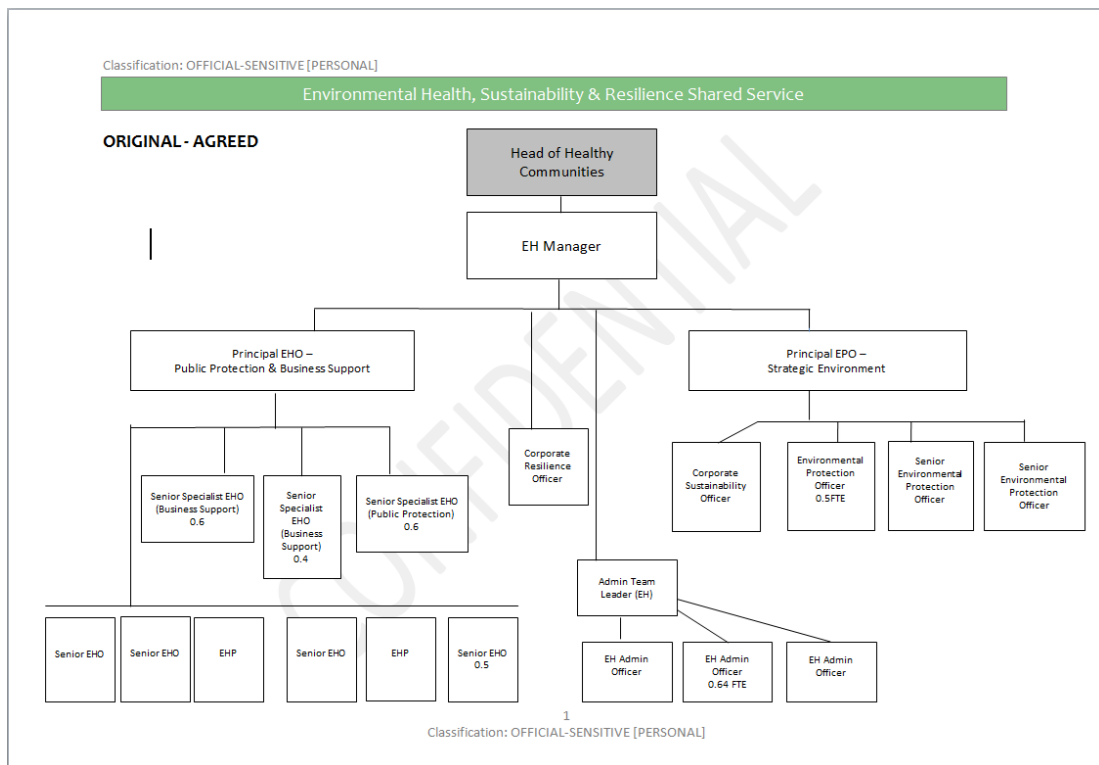 Classification: OFFICIAL-SENSITIVE [PERSONAL]
Environmental Health, Sustainability & Resilience Shared Service
ORIGINAL - AGREED
CONFIDENTIAL
Head of Healthy
Communities
EH Manager
Principal EHO –
Public Protection & Business Support
Principal EPO –
Strategic Environment
Senior Specialist EHO
(Business Support)
0.6
Senior
Specialist
EHO
(Business
Support)
0.4
Senior Specialist EHO
(Public Protection)
0.6
Corporate
Resilience
Officer
Corporate
Sustainability
Officer
Environmental
Protection
Officer
0.5FTE
Senior
Environmental
Protection
Officer
Senior
Environmental
Protection
Officer
Admin Team
Leader (EH)
Senior EHO
Senior EHO
EHP
Senior EHO
EHP
Senior EHO
0.5
EH Admin
Officer
EH Admin
Officer
0.64 FTE
EH Admin
Officer
1
Classification: OFFICIAL-SENSITIVE [PERSONAL]